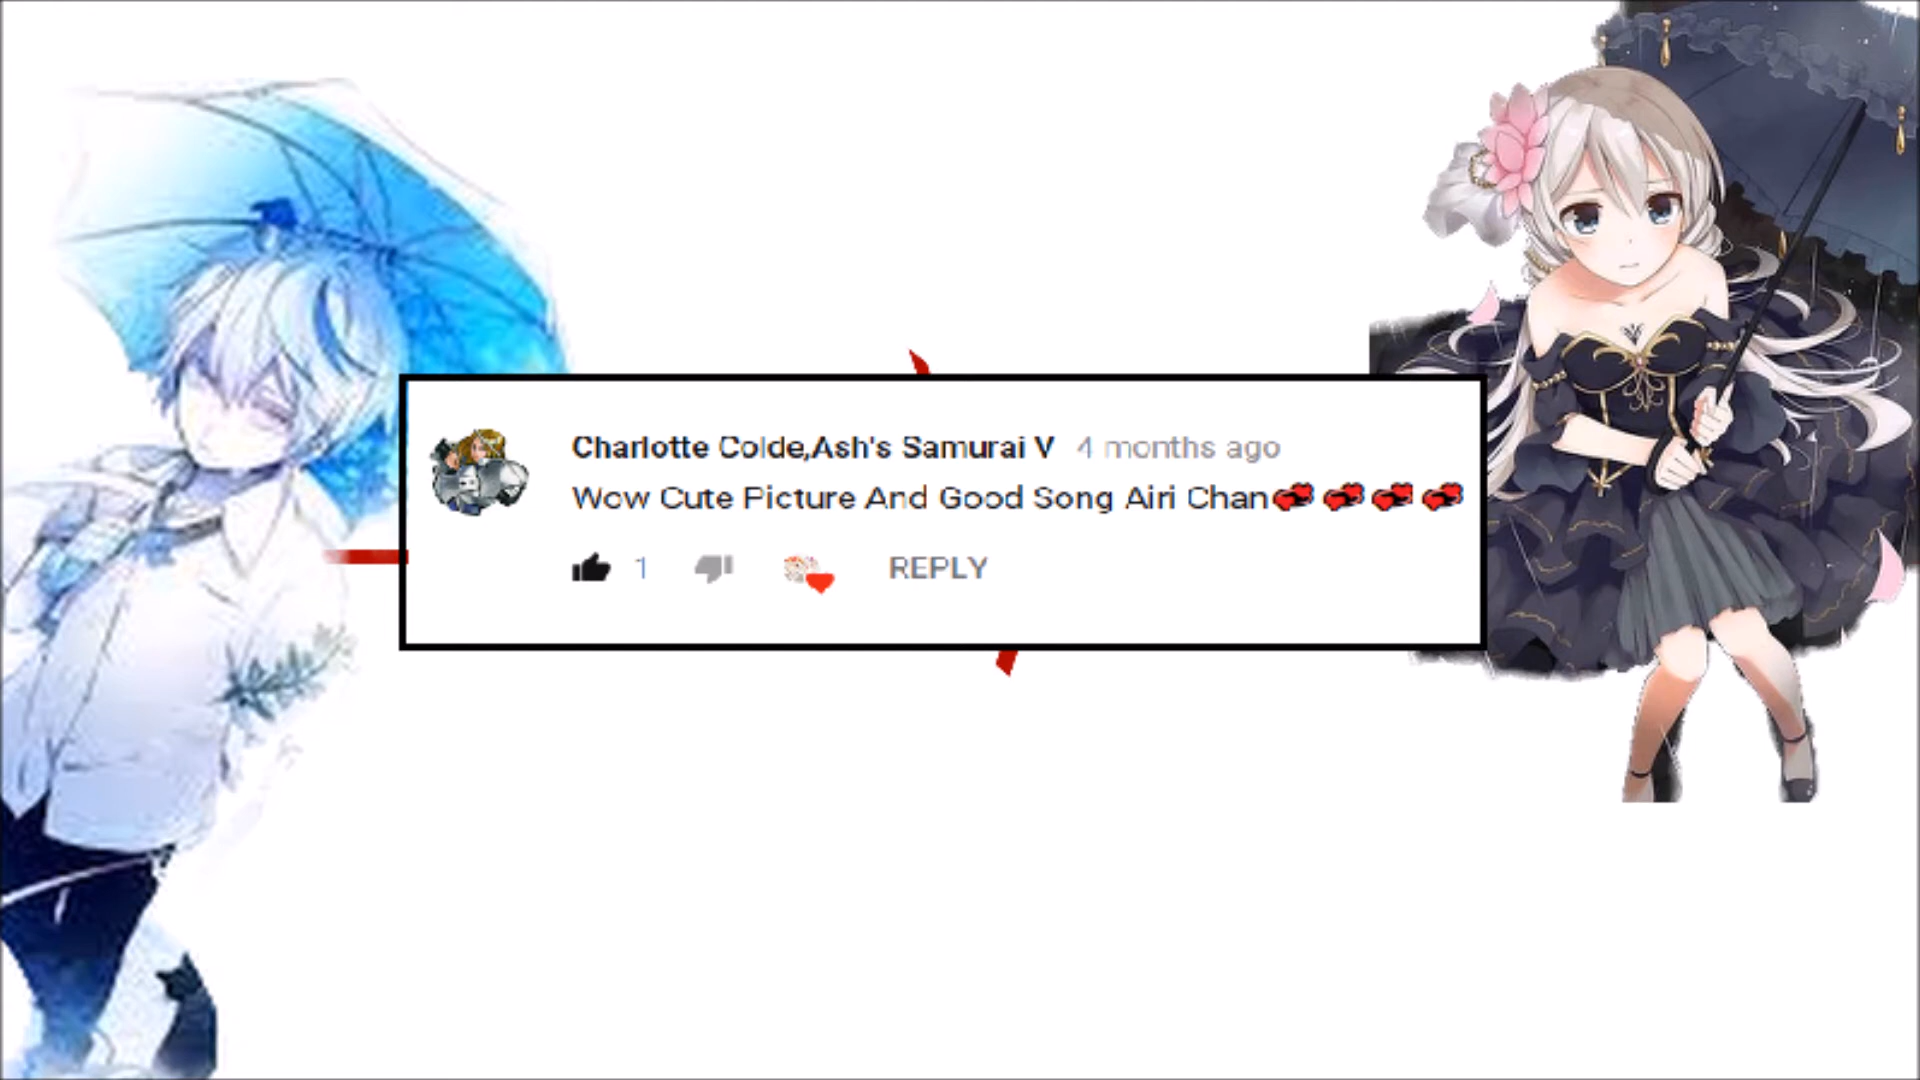 Charlotte Colde,Ash's Samurai V 4 months ago
Wow Cute Picture And Good Song Airi Chan💞💞💞💞
1 REPLY